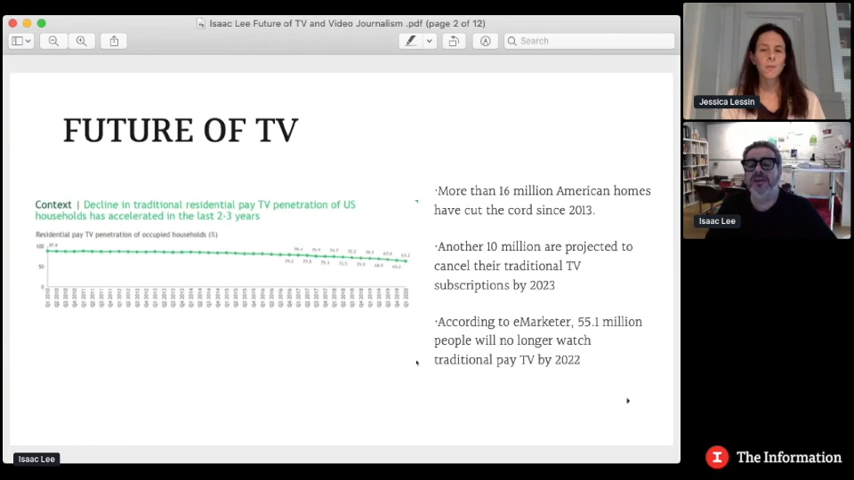 Isaac Lee Future of TV and Video Journalism .pdf (page 2 of 12)
Search
FUTURE OF TV
Context | Decline in traditional residential pay TV penetration of US
households has accelerated in the last 2-3 years
Residential pay TV penetration of occupied households (%)
100
50
0
·More than 16 million American homes
have cut the cord since 2013.
·Another 10 million are projected to
cancel their traditional TV
subscriptions by 2023
·According to eMarketer, 55.1 million
people will no longer watch
traditional pay TV by 2022
Isaac Lee
Jessica Lessin
Isaac Lee
The Information